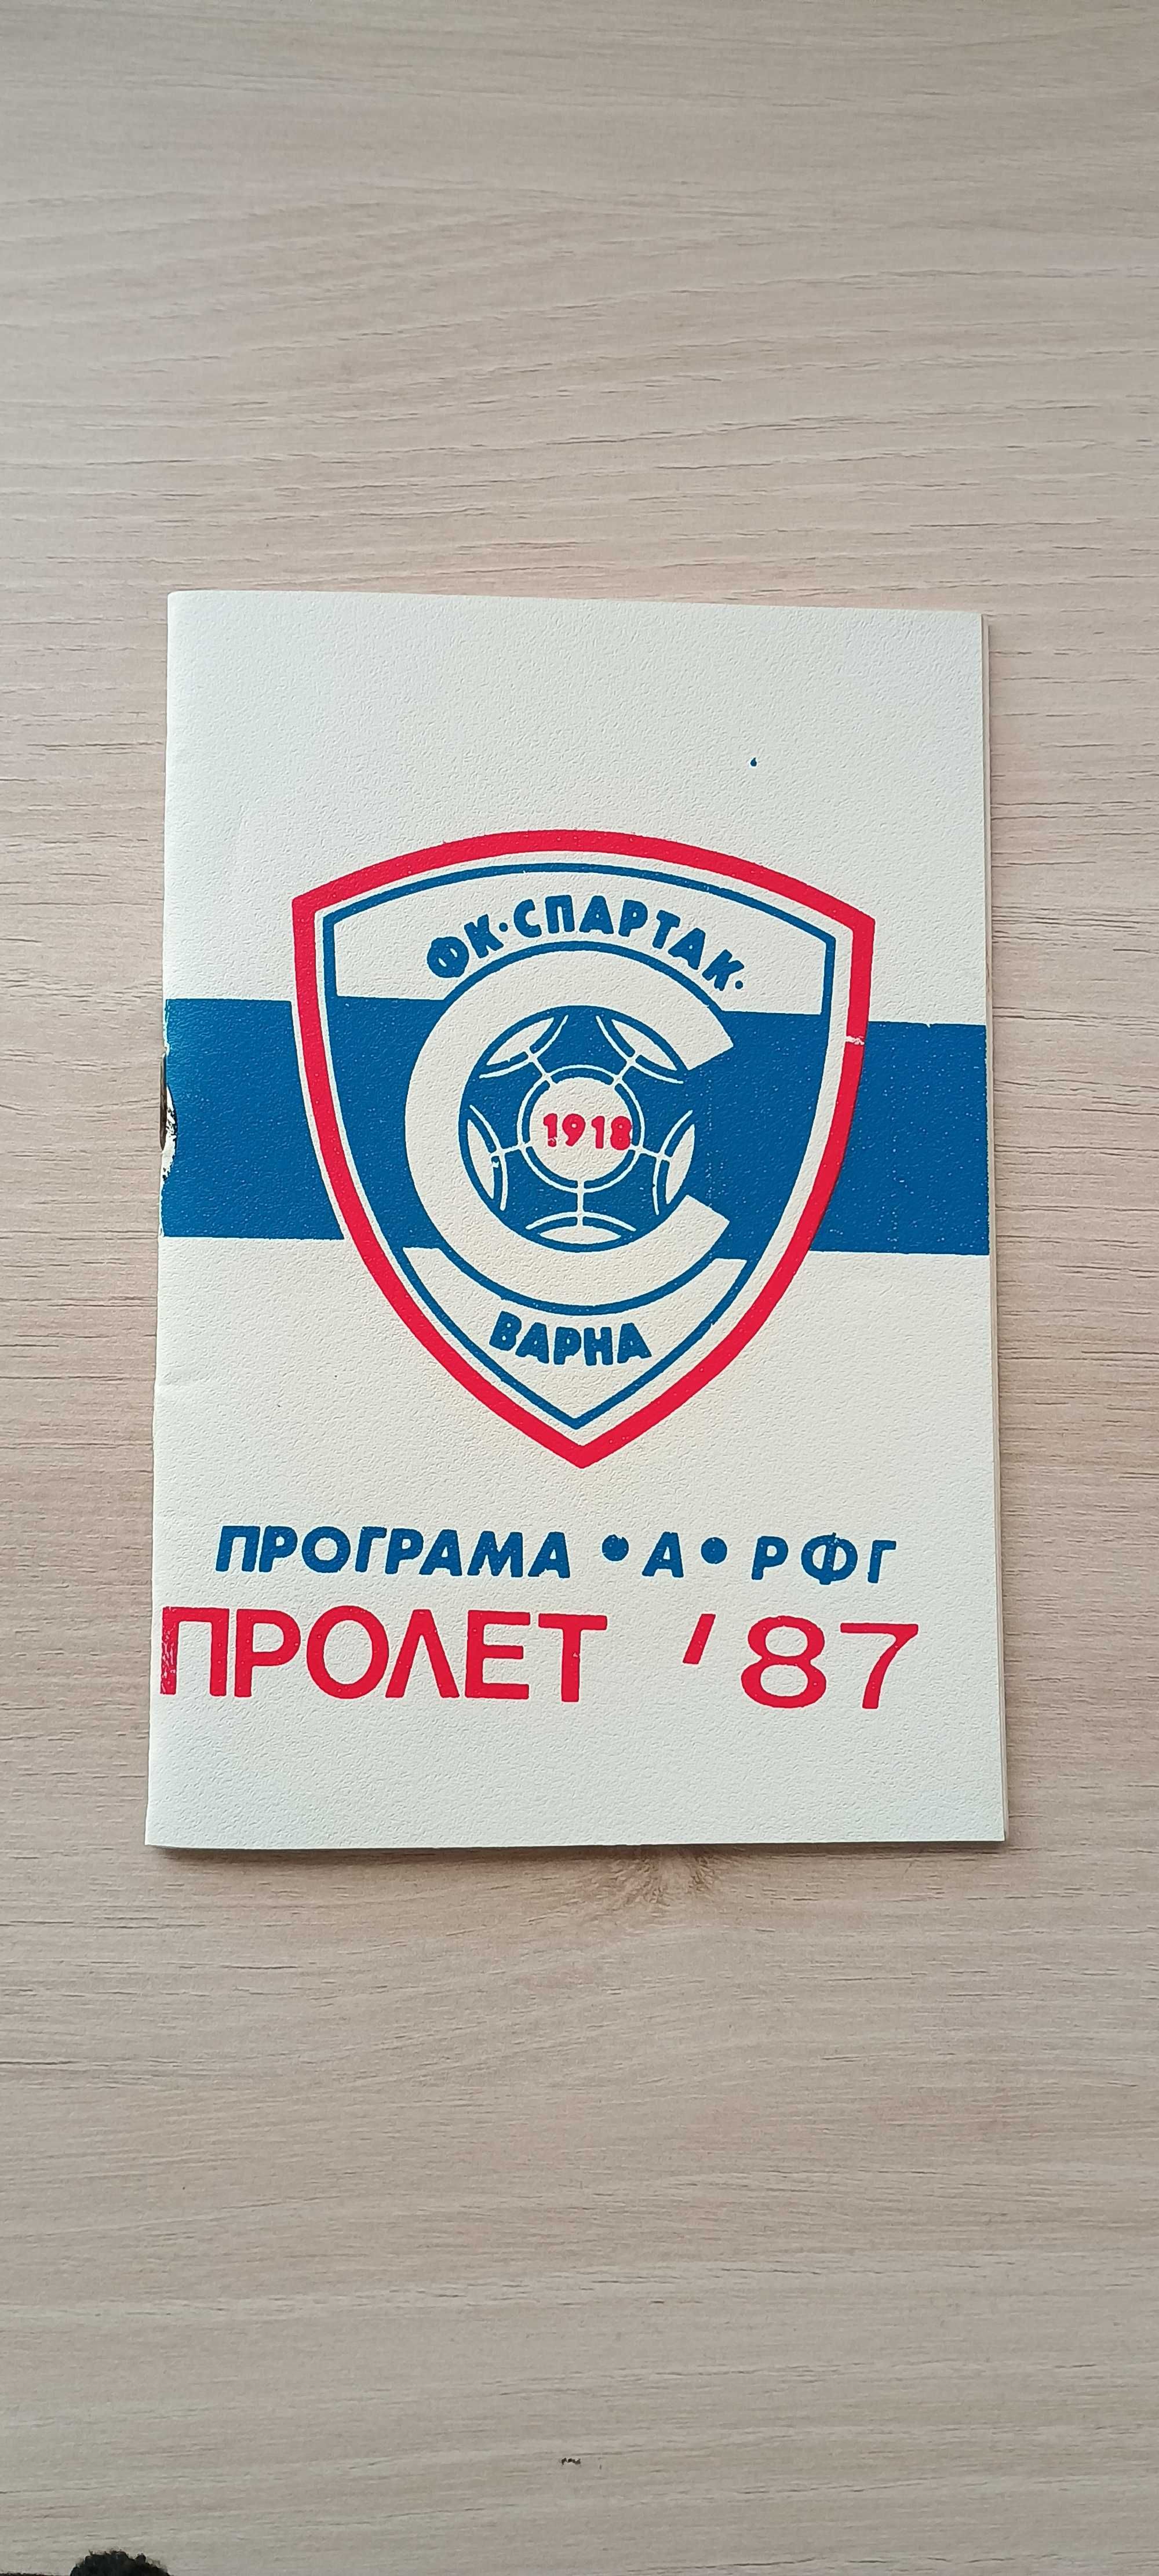 ФК·СПАРТАК·
1918
ВАРНА
ПРОГРАМА •А• РФГ
ПРОЛЕТ '87